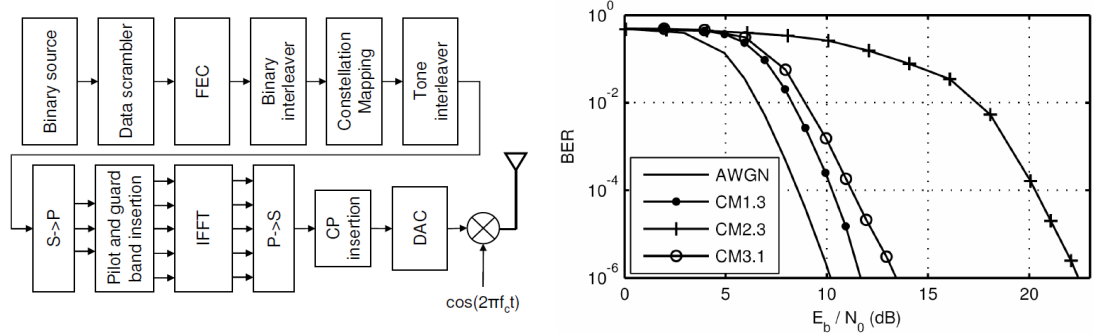 Binary source
Data scrambler
FEC
Binary
interleaver
Constellation
Mapping
Tone
interleaver
S->P
Pilot and guard
band insertion
IFFT
P->S
CP
insertion
DAC
cos(2πf_ct)
10^0
10^-2
10^-4
10^-6
BER
AWGN
CM1.3
CM2.3
CM3.1
0 5 10 15 20
E_b / N_0 (dB)